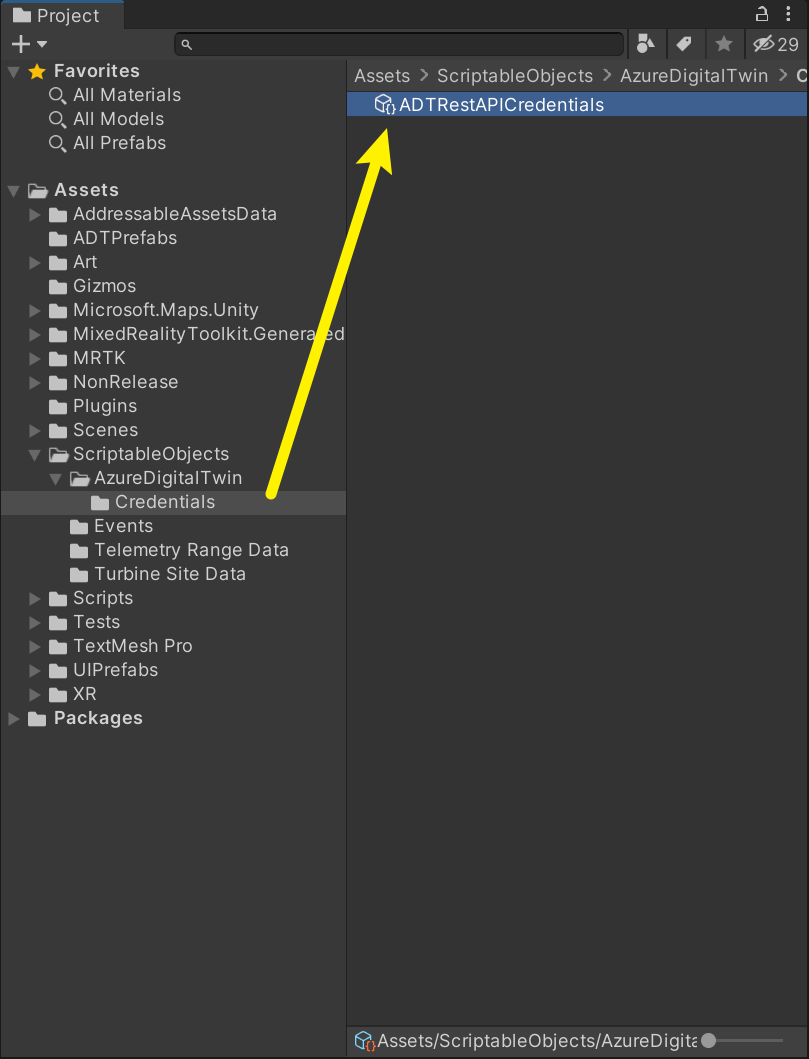 Project
29
Favorites
All Materials
All Models
All Prefabs
Assets
AddressableAssetsData
ADTPrefabs
Art
Gizmos
Microsoft.Maps.Unity
MixedRealityToolkit.Generated
MRTK
NonRelease
Plugins
Scenes
ScriptableObjects
AzureDigitalTwin
Credentials
Events
Telemetry Range Data
Turbine Site Data
Scripts
Tests
TextMesh Pro
UIPrefabs
XR
Packages
Assets > ScriptableObjects > AzureDigitalTwin > C
ADTRestAPICredentials
Assets/ScriptableObjects/AzureDigita